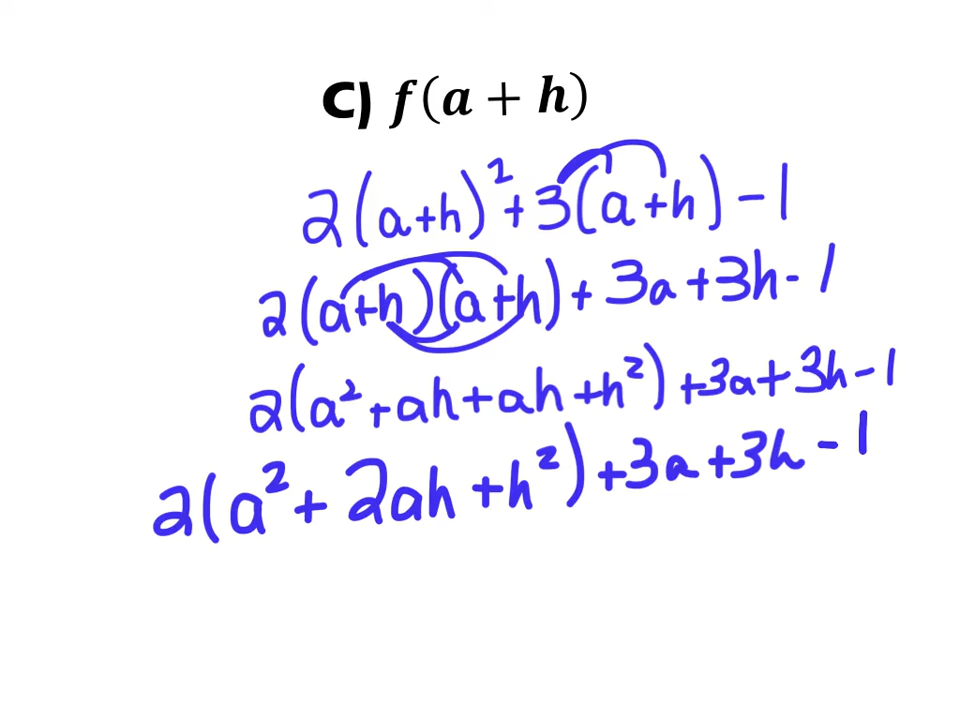 C) f(a + h)
2(a+h)² + 3(a+h) - 1
2(a+h)(a+h) + 3a + 3h - 1
2(a² + ah + ah + h²) + 3a + 3h - 1
2(a² + 2ah + h²) + 3a + 3h - 1